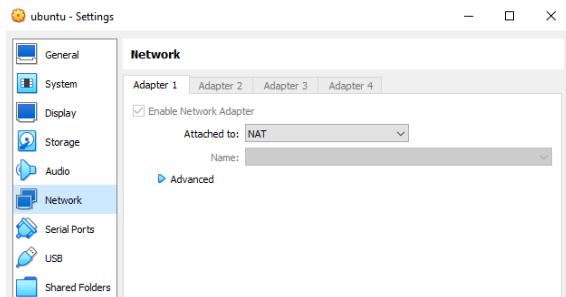 ubuntu - Settings
General
System
Display
Storage
Audio
Network
Serial Ports
USB
Shared Folders
Network
Adapter 1 Adapter 2 Adapter 3 Adapter 4
Enable Network Adapter
Attached to: NAT
Name:
Advanced